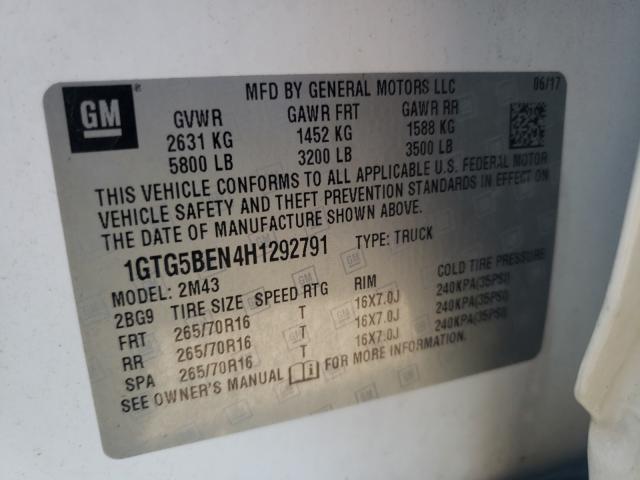 GM
MFD BY GENERAL MOTORS LLC 06/17
GVWR GAWR FRT GAWR RR
2631 KG 1452 KG 1588 KG
5800 LB 3200 LB 3500 LB
THIS VEHICLE CONFORMS TO ALL APPLICABLE U.S. FEDERAL MOTOR
VEHICLE SAFETY AND THEFT PREVENTION STANDARDS IN EFFECT ON
THE DATE OF MANUFACTURE SHOWN ABOVE.
1GTG5BEN4H1292791 TYPE: TRUCK
MODEL: 2M43
2BG9 TIRE SIZE SPEED RTG RIM COLD TIRE PRESSURE
FRT 265/70R16 T 16X7.0J 240KPA(35PSI)
RR 265/70R16 T 16X7.0J 240KPA(35PSI)
SPA 265/70R16 T 16X7.0J 240KPA(35PSI)
SEE OWNER'S MANUAL i FOR MORE INFORMATION.